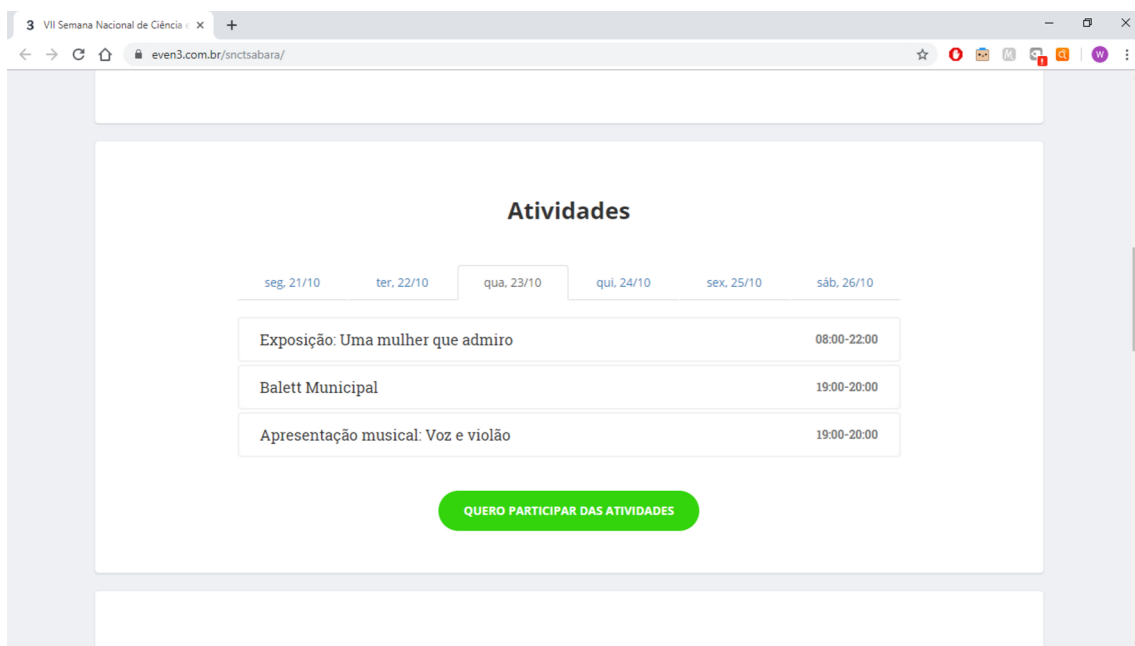 3 VII Semana Nacional de Ciência e
even3.com.br/snctsabara/
W
Atividades
seg, 21/10 ter, 22/10 qua, 23/10 qui, 24/10 sex, 25/10 sáb, 26/10
Exposição: Uma mulher que admiro 08:00-22:00
Balett Municipal 19:00-20:00
Apresentação musical: Voz e violão 19:00-20:00
QUERO PARTICIPAR DAS ATIVIDADES